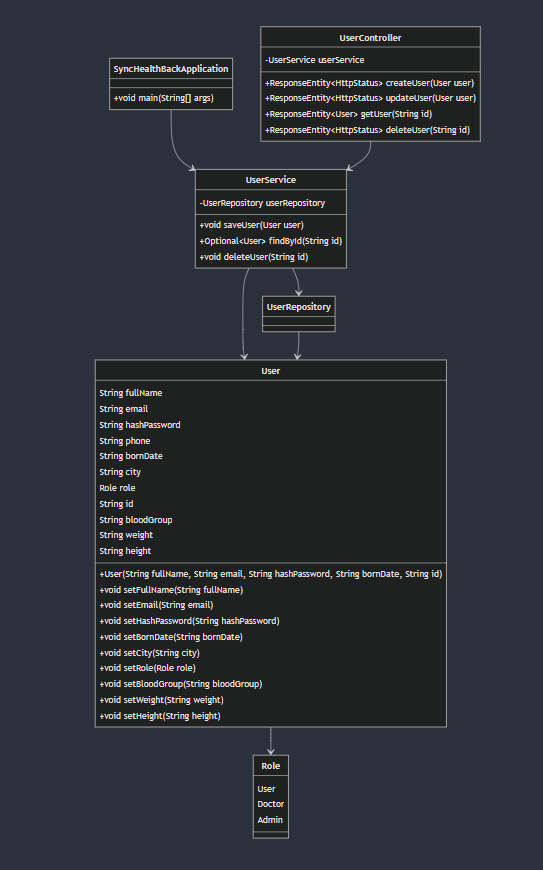 UserController
-UserService userService
+ResponseEntity<HttpStatus> createUser(User user)
+ResponseEntity<HttpStatus> updateUser(User user)
+ResponseEntity<User> getUser(String id)
+ResponseEntity<HttpStatus> deleteUser(String id)
SyncHealthBackApplication
+void main(String[] args)
UserService
-UserRepository userRepository
+void saveUser(User user)
+Optional<User> findById(String id)
+void deleteUser(String id)
UserRepository
User
String fullName
String email
String hashPassword
String phone
String bornDate
String city
Role role
String id
String bloodGroup
String weight
String height
+User(String fullName, String email, String hashPassword, String bornDate, String id)
+void setFullName(String fullName)
+void setEmail(String email)
+void setHashPassword(String hashPassword)
+void setBornDate(String bornDate)
+void setCity(String city)
+void setRole(Role role)
+void setBloodGroup(String bloodGroup)
+void setWeight(String weight)
+void setHeight(String height)
Role
User
Doctor
Admin